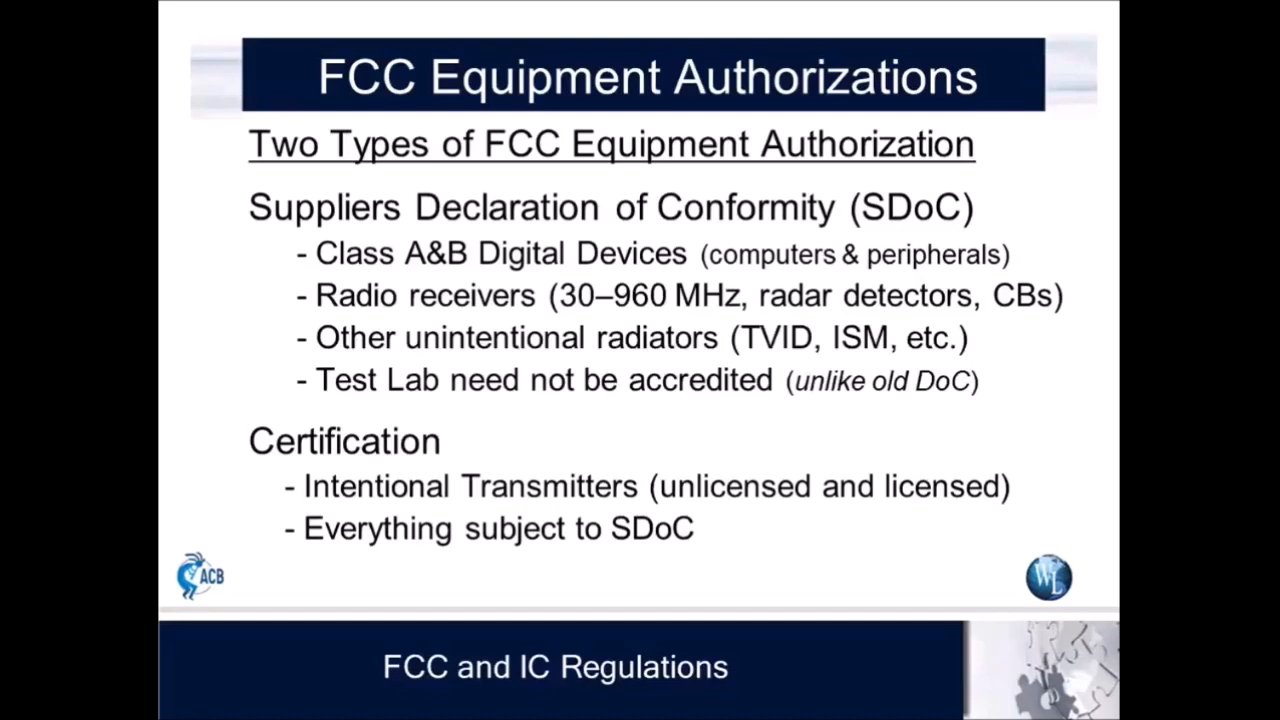 FCC Equipment Authorizations
Two Types of FCC Equipment Authorization
Suppliers Declaration of Conformity (SDoC)
- Class A&B Digital Devices (computers & peripherals)
- Radio receivers (30–960 MHz, radar detectors, CBs)
- Other unintentional radiators (TVID, ISM, etc.)
- Test Lab need not be accredited (unlike old DoC)
Certification
- Intentional Transmitters (unlicensed and licensed)
- Everything subject to SDoC
ACB
WL
FCC and IC Regulations